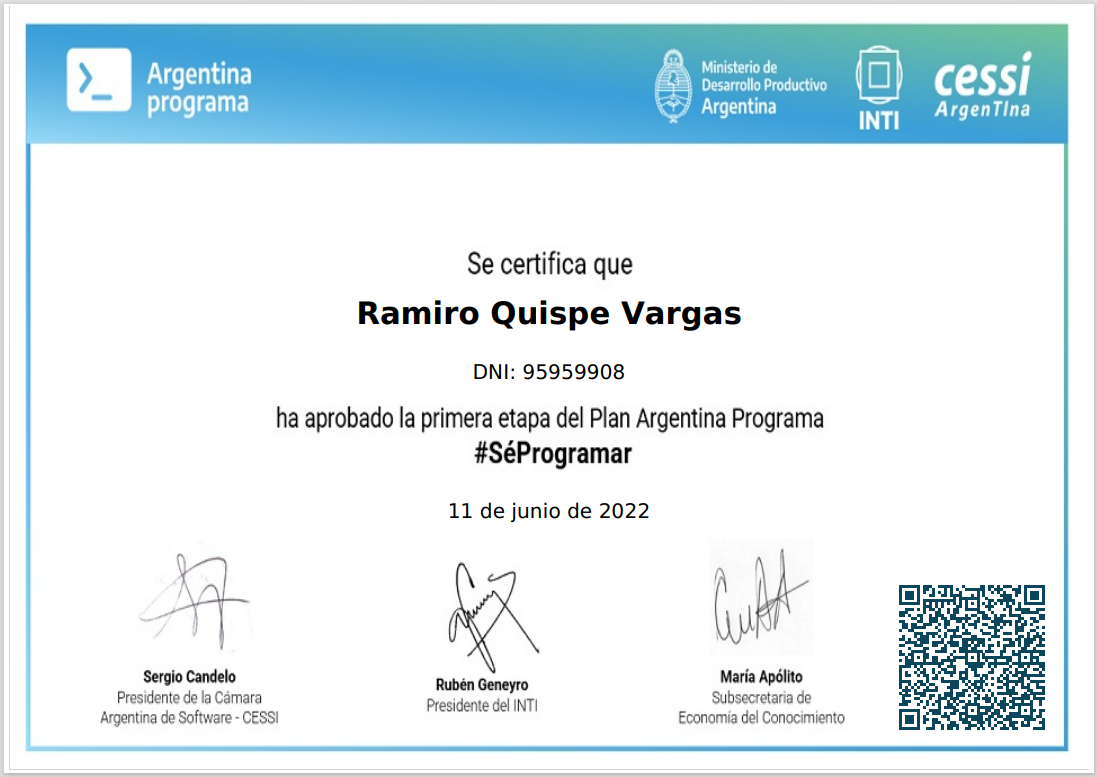 Argentina
programa
Ministerio de
Desarrollo Productivo
Argentina
INTI
cessi
ArgenTIna
Se certifica que
Ramiro Quispe Vargas
DNI: 95959908
ha aprobado la primera etapa del Plan Argentina Programa
#SéProgramar
11 de junio de 2022
Sergio Candelo
Presidente de la Cámara
Argentina de Software - CESSI
Rubén Geneyro
Presidente del INTI
María Apólito
Subsecretaria de
Economía del Conocimiento